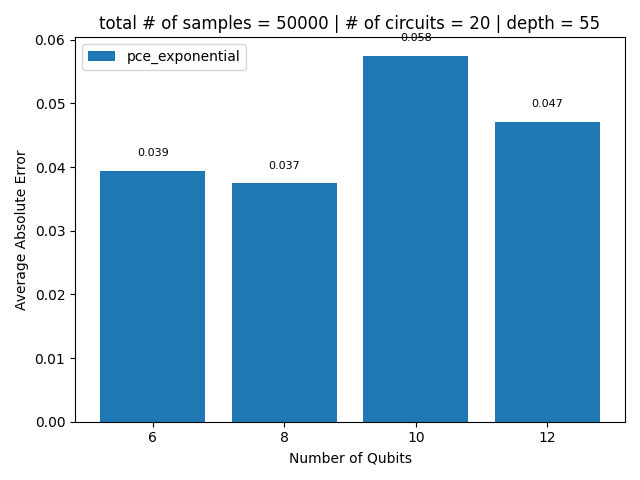 total # of samples = 50000 | # of circuits = 20 | depth = 55
pce_exponential
Average Absolute Error
0.06
0.05
0.04
0.03
0.02
0.01
0.00
0.039
0.037
0.058
0.047
6 8 10 12
Number of Qubits